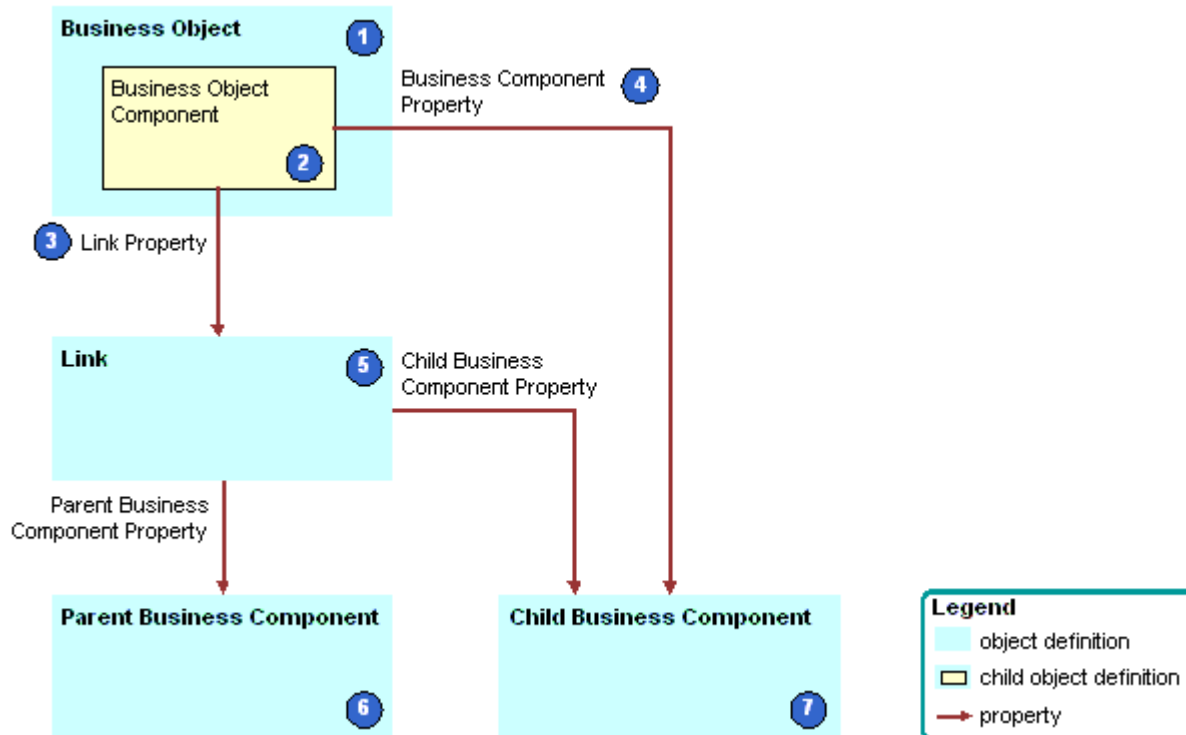 Business Object
1
Business Object
Component
2
Business Component
Property
4
3
Link Property
Link
5
Child Business
Component Property
Parent Business
Component Property
Parent Business Component
6
Child Business Component
7
Legend
object definition
child object definition
property